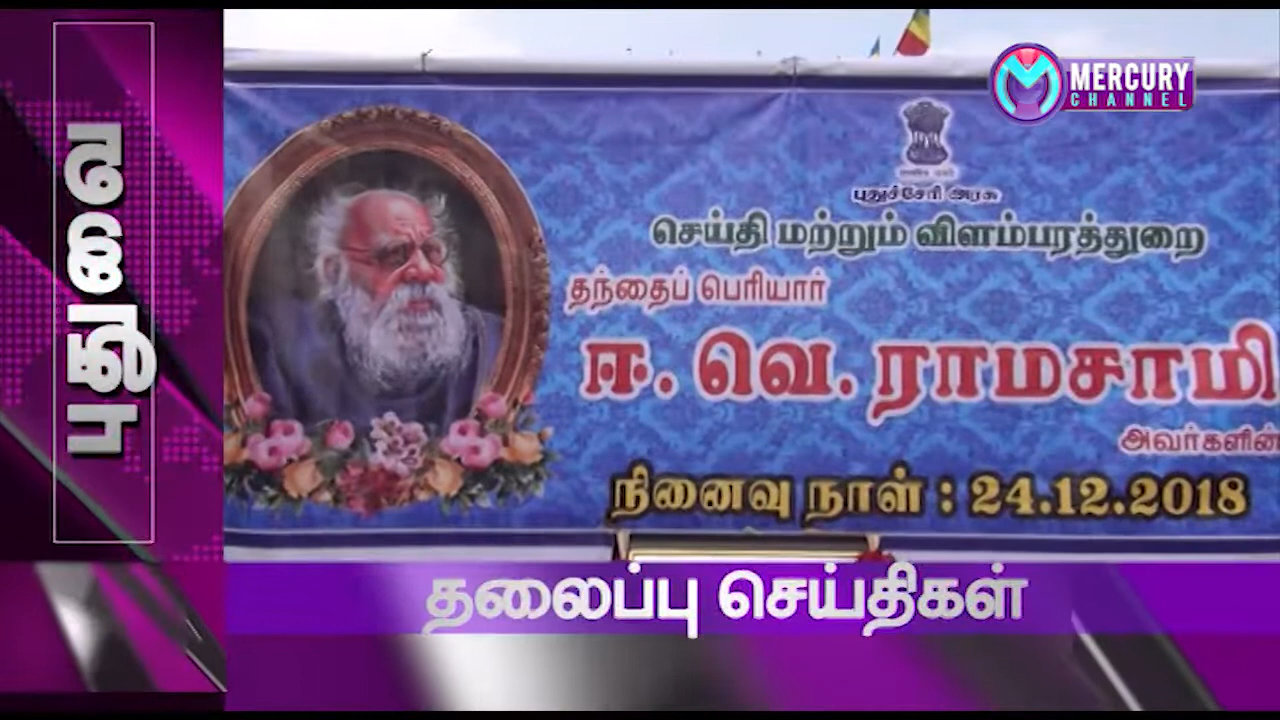 புதுவை
MERCURY
CHANNEL
புதுச்சேரி அரசு
செய்தி மற்றும் விளம்பரத்துறை
தந்தைப் பெரியார்
ஈ. வெ. ராமசாமி
அவர்களின்
நினைவு நாள் : 24.12.2018
தலைப்பு செய்திகள்